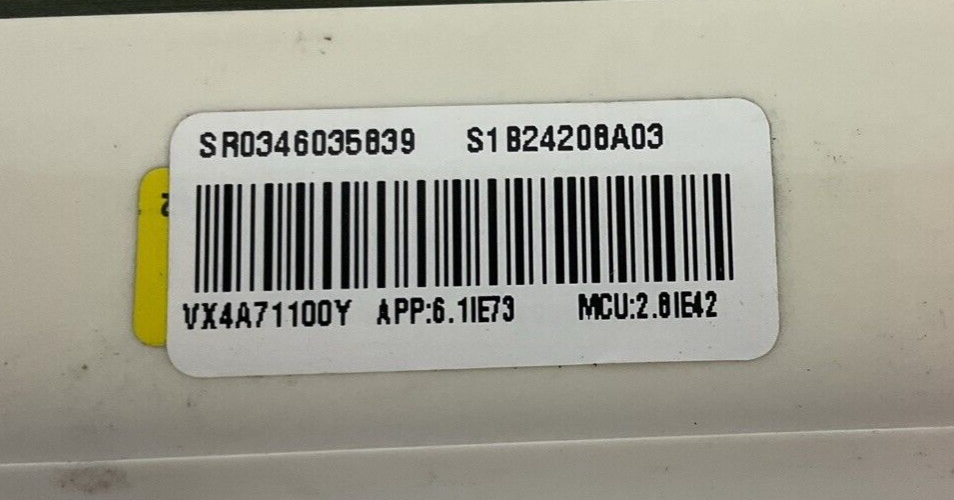 SR0346035839 S1B24208A03
VX4A71100Y APP:6.1IE73 MCU:2.8IE42